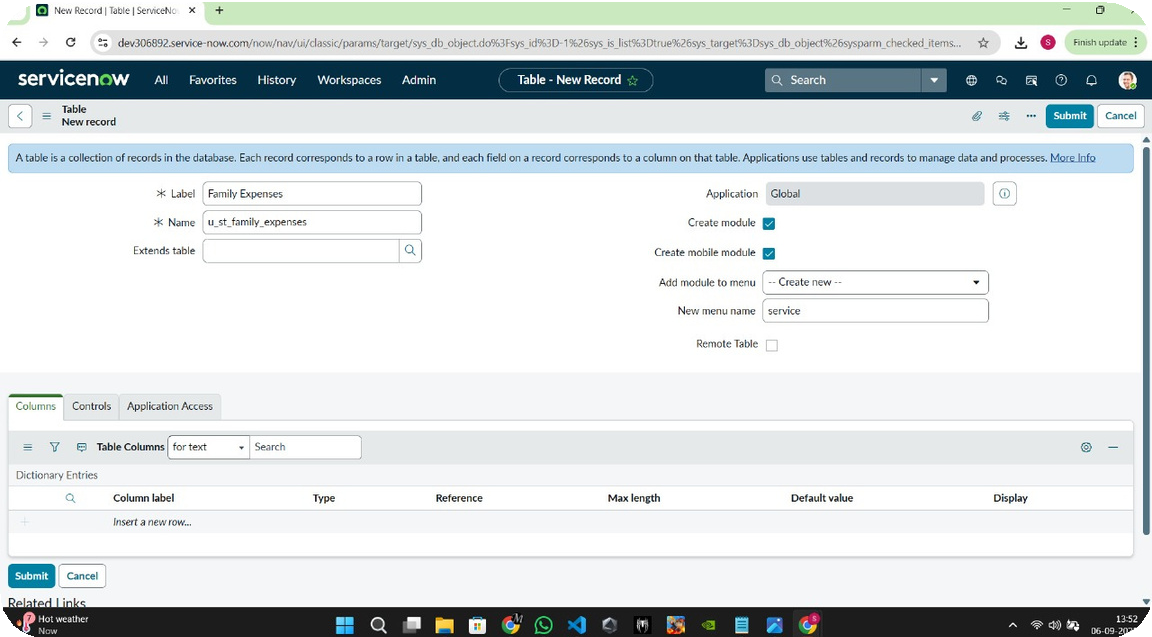 New Record | Table | ServiceNo
dev306892.service-now.com/now/nav/ui/classic/params/target/sys_db_object.do%3Fsys_id%3D-1%26sys_is_list%3Dtrue%26sys_target%3Dsys_db_object%26sysparm_checked_items...
S
Finish update
servicenow
All
Favorites
History
Workspaces
Admin
Table - New Record
Search
Table
New record
Submit
Cancel
A table is a collection of records in the database. Each record corresponds to a row in a table, and each field on a record corresponds to a column on that table. Applications use tables and records to manage data and processes. More Info
Label Family Expenses
Application Global
Name u_st_family_expenses
Create module
Extends table
Create mobile module
Add module to menu -- Create new --
New menu name service
Remote Table
Columns
Controls
Application Access
Table Columns for text Search
Dictionary Entries
Column label Type Reference Max length Default value Display
Insert a new row...
Submit
Cancel
Related Links
Hot weather
Now
13:52
06-09-20